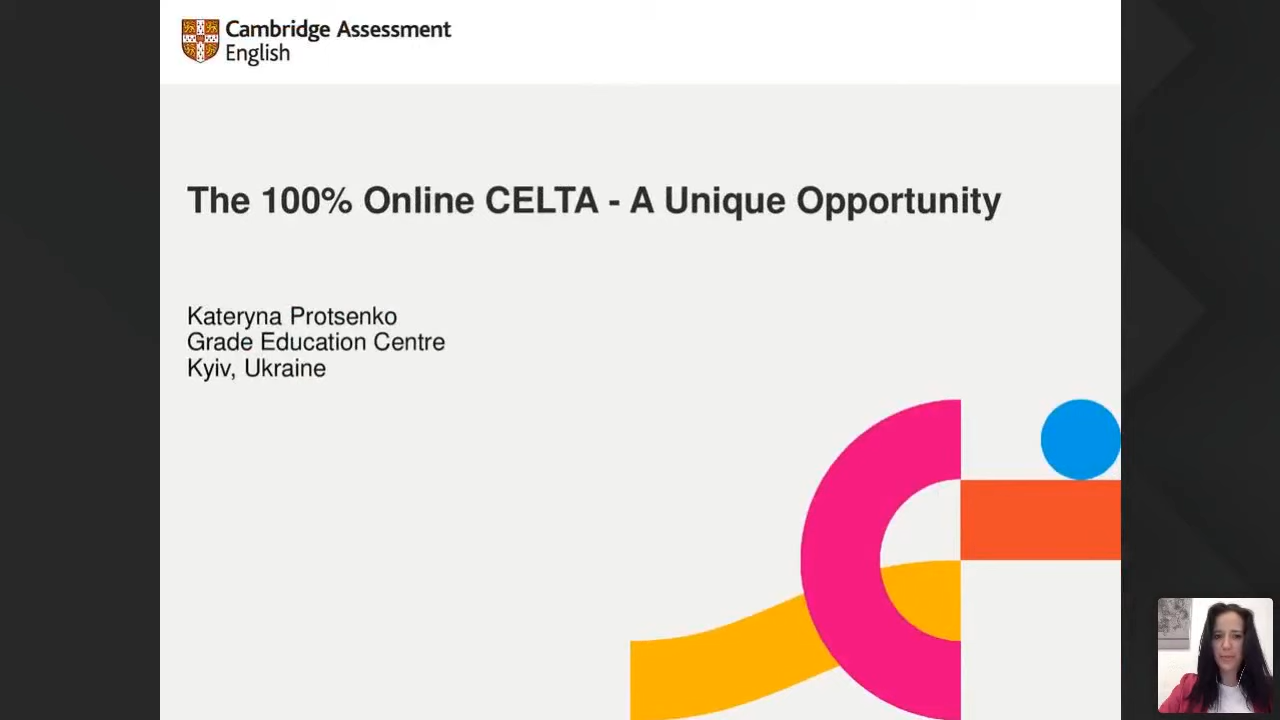 Cambridge Assessment
English
The 100% Online CELTA - A Unique Opportunity
Kateryna Protsenko
Grade Education Centre
Kyiv, Ukraine